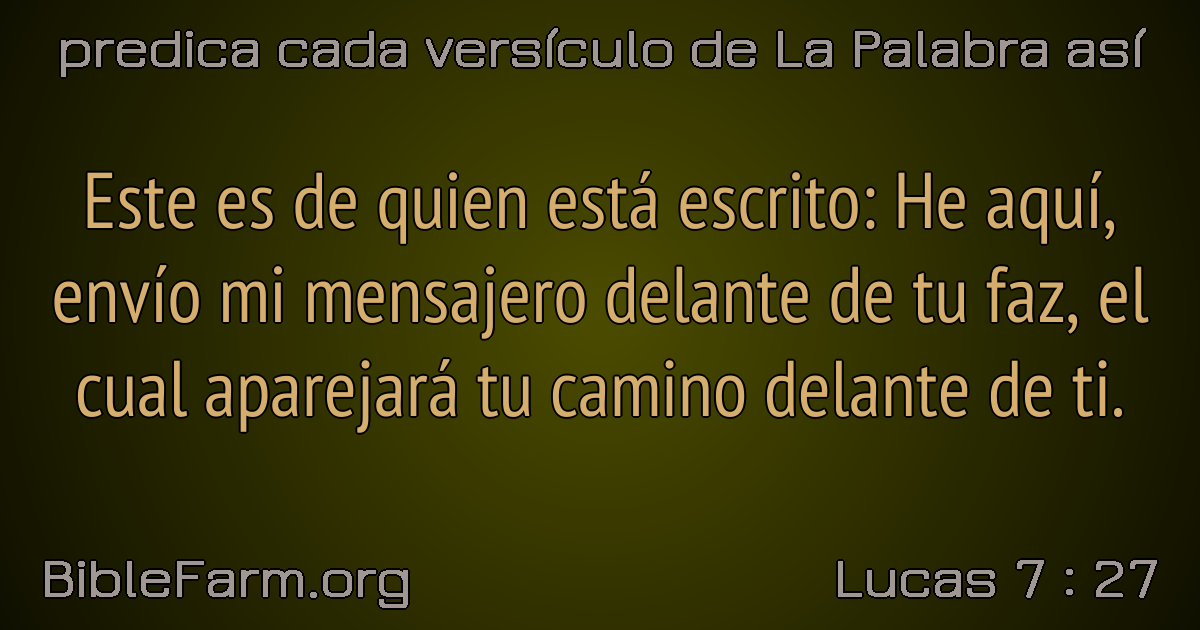 predica cada versículo de La Palabra así
Este es de quien está escrito: He aquí,
envío mi mensajero delante de tu faz, el
cual aparejará tu camino delante de ti.
BibleFarm.org
Lucas 7 : 27